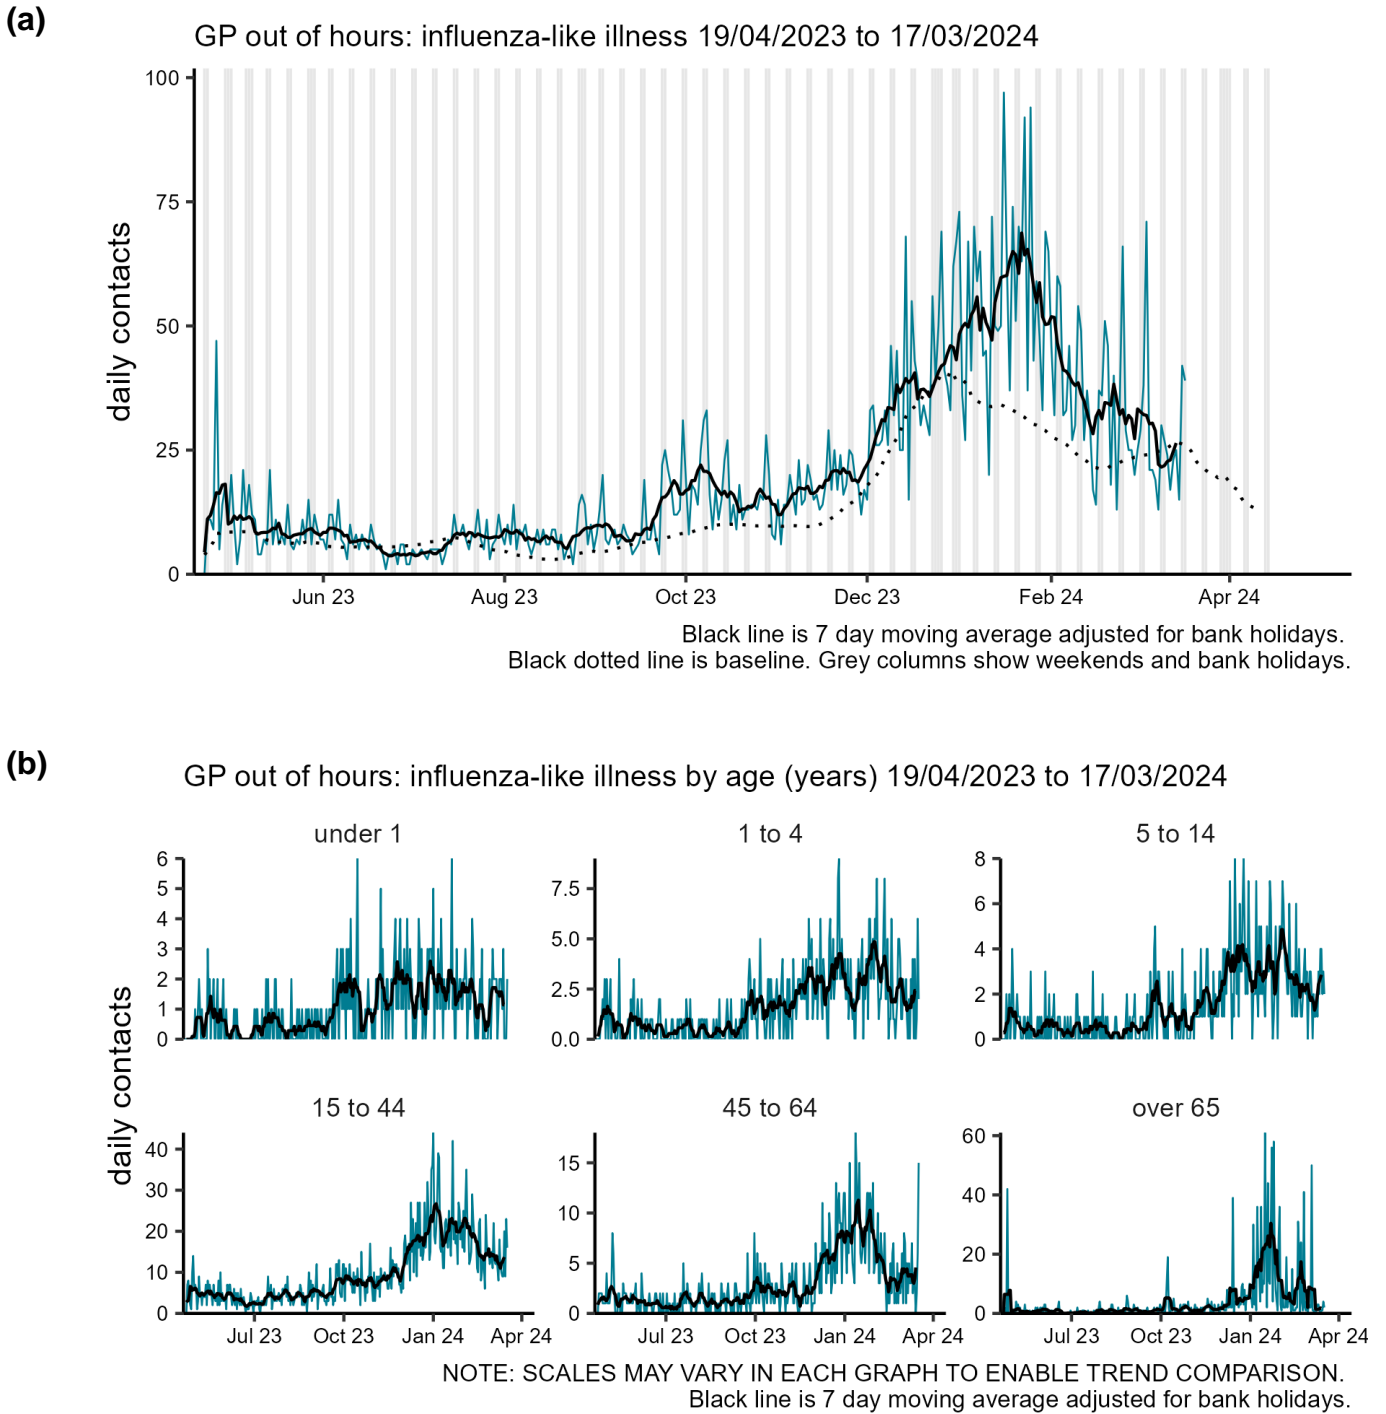 (a)
GP out of hours: influenza-like illness 19/04/2023 to 17/03/2024
daily contacts
100
75
50
25
0
Jun 23 Aug 23 Oct 23 Dec 23 Feb 24 Apr 24
Black line is 7 day moving average adjusted for bank holidays.
Black dotted line is baseline. Grey columns show weekends and bank holidays.
(b)
GP out of hours: influenza-like illness by age (years) 19/04/2023 to 17/03/2024
daily contacts
under 1
6
5
4
3
2
1
0
1 to 4
7.5
5.0
2.5
0.0
5 to 14
8
6
4
2
0
15 to 44
40
30
20
10
0
Jul 23 Oct 23 Jan 24 Apr 24
45 to 64
15
10
5
0
Jul 23 Oct 23 Jan 24 Apr 24
over 65
60
40
20
0
Jul 23 Oct 23 Jan 24 Apr 24
NOTE: SCALES MAY VARY IN EACH GRAPH TO ENABLE TREND COMPARISON.
Black line is 7 day moving average adjusted for bank holidays.